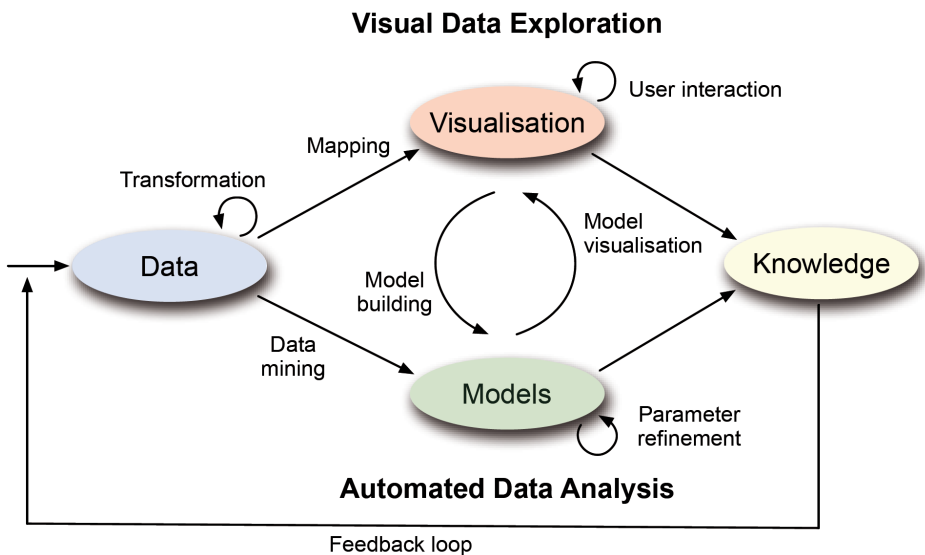 Visual Data Exploration
User interaction
Visualisation
Mapping
Transformation
Model
visualisation
Data
Knowledge
Model
building
Data
mining
Models
Parameter
refinement
Automated Data Analysis
Feedback loop